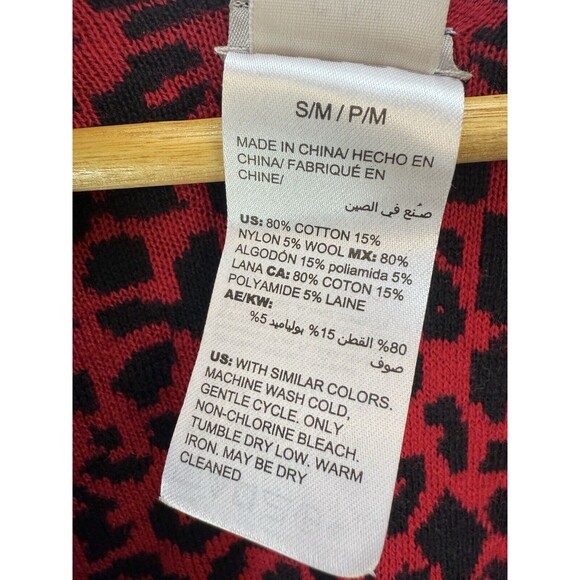 S/M / P/M
MADE IN CHINA/ HECHO EN
CHINA/ FABRIQUÉ EN
CHINE/
صُنع في الصين
US: 80% COTTON 15%
NYLON 5% WOOL MX: 80%
ALGODÓN 15% poliamida 5%
LANA CA: 80% COTON 15%
POLYAMIDE 5% LAINE
AE/KW:
80% القطن 15% بولياميد 5%
صوف
US: WITH SIMILAR COLORS.
MACHINE WASH COLD,
GENTLE CYCLE. ONLY
NON-CHLORINE BLEACH.
TUMBLE DRY LOW. WARM
IRON. MAY BE DRY
CLEANED